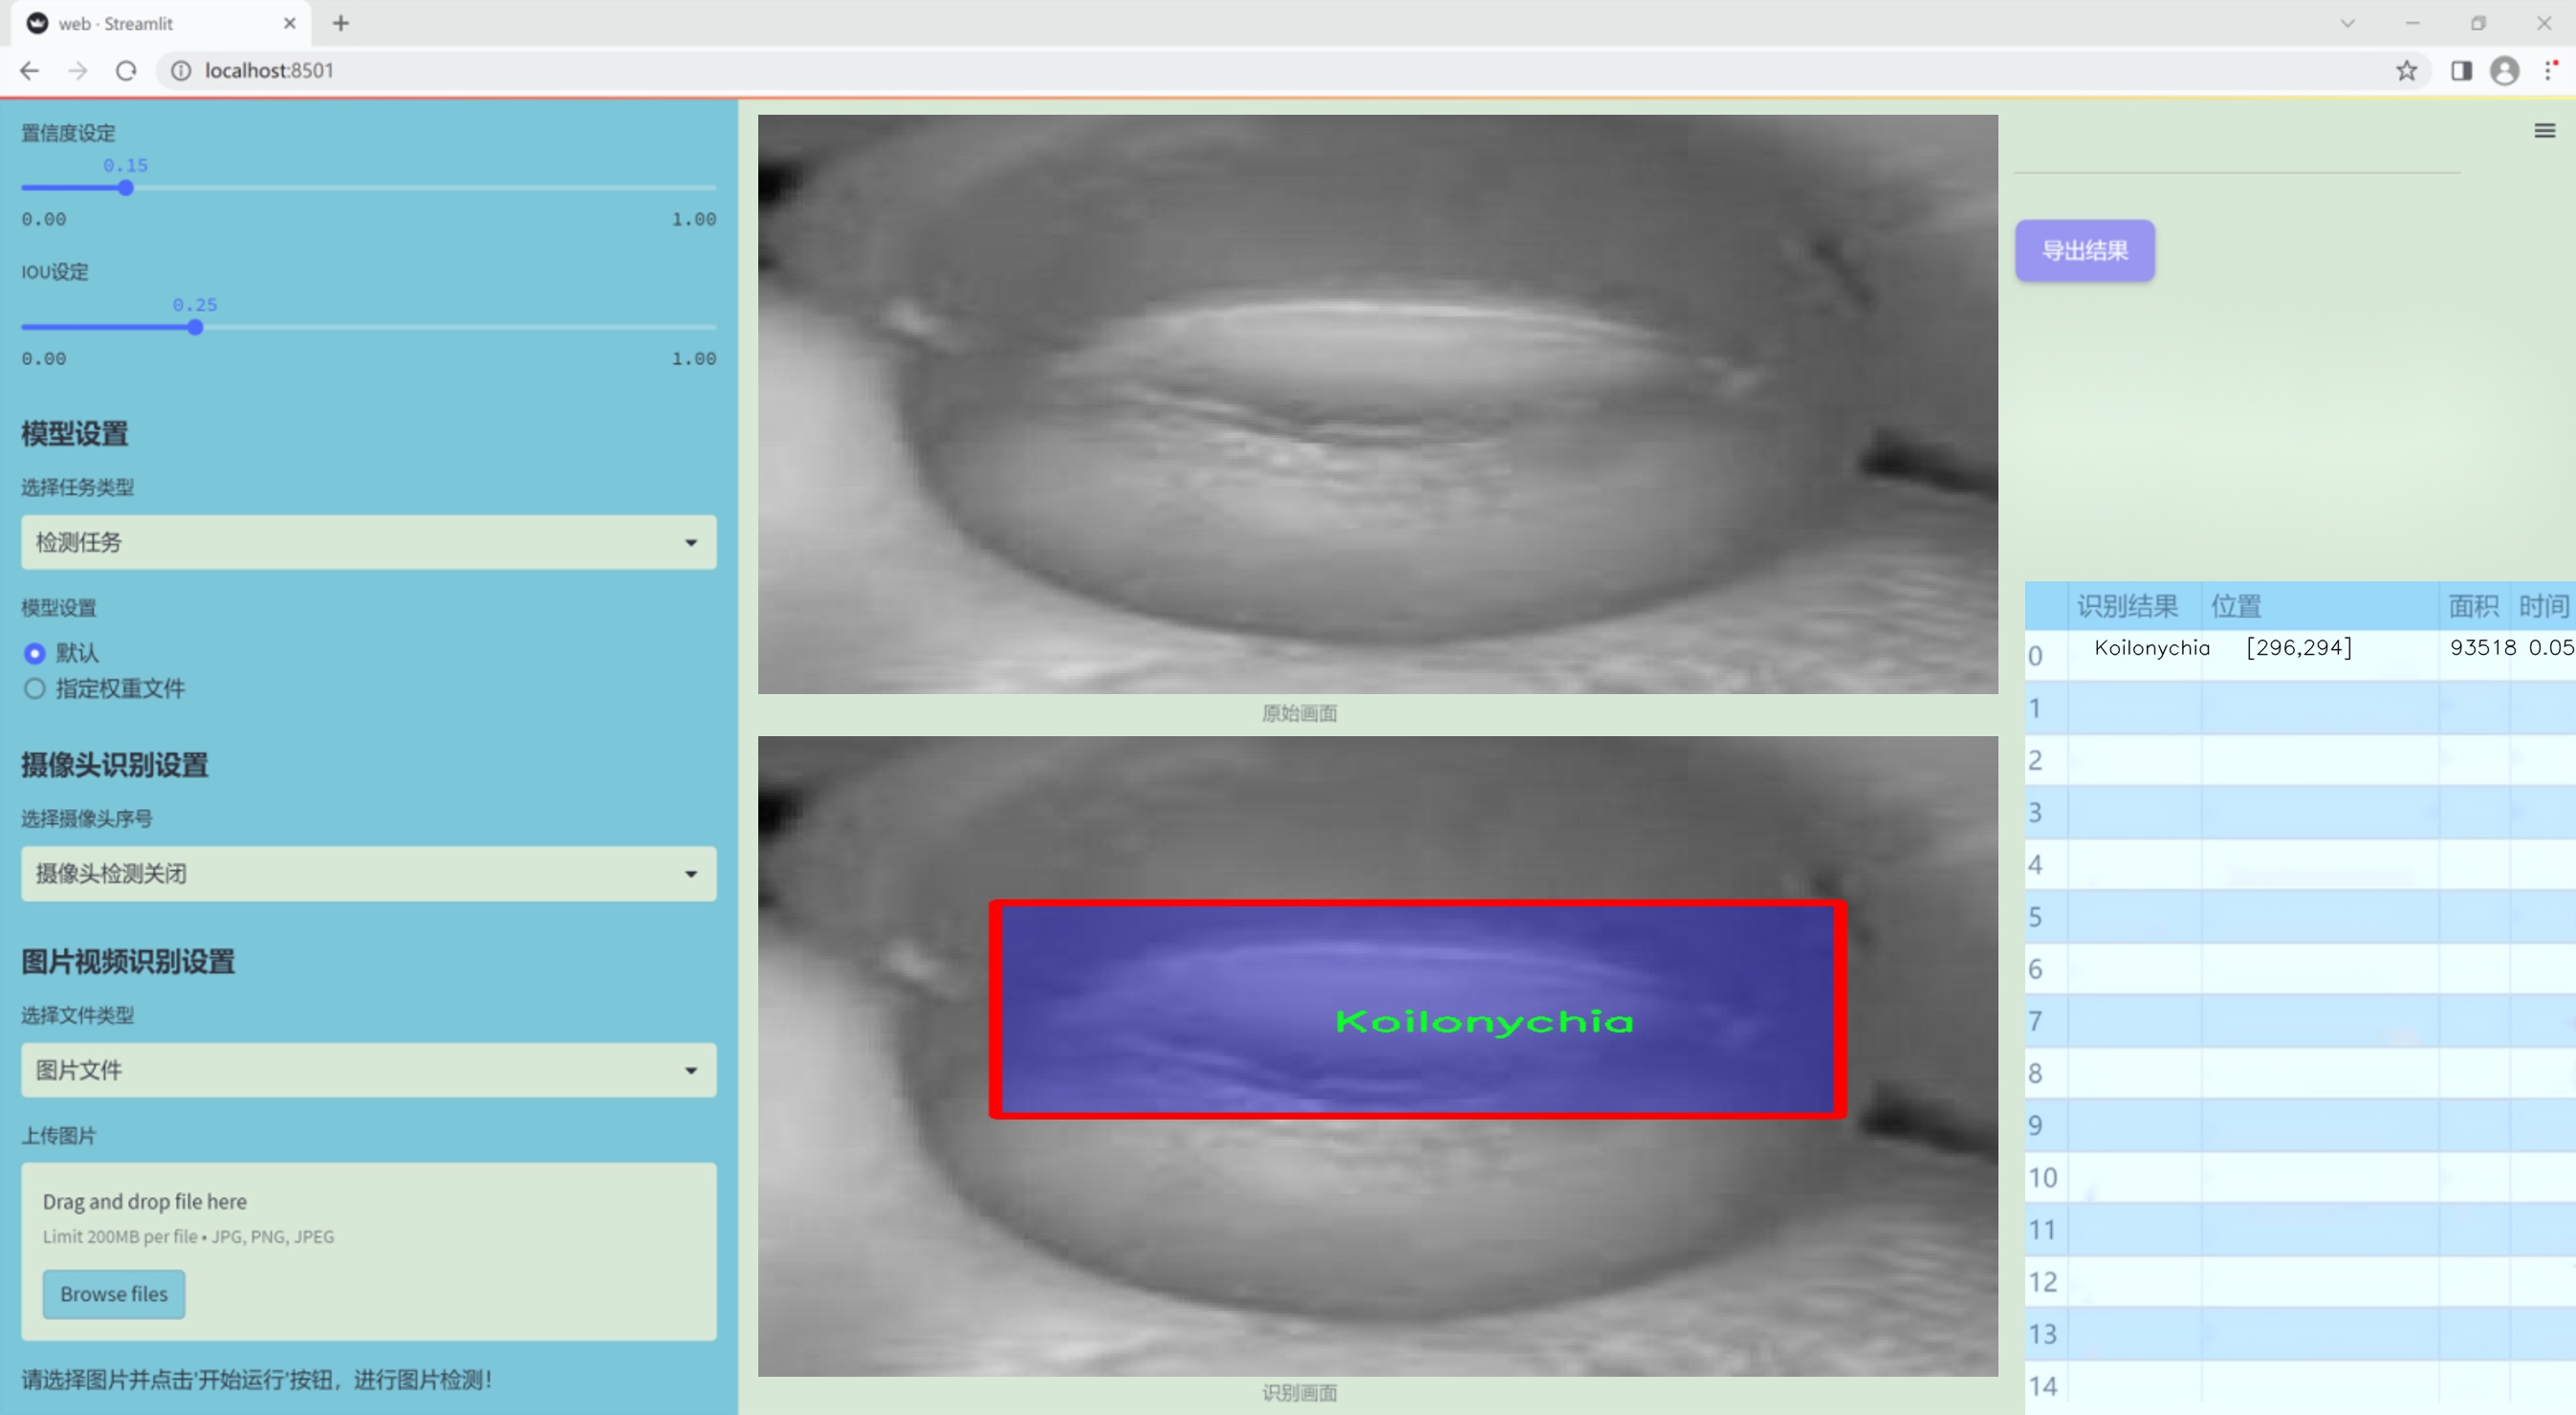 web · Streamlit
localhost:8501
置信度设定
0.15
0.00 1.00
IOU设定
0.25
0.00 1.00
模型设置
选择任务类型
检测任务
模型设置
默认
指定权重文件
摄像头识别设置
选择摄像头序号
摄像头检测关闭
图片视频识别设置
选择文件类型
图片文件
上传图片
Drag and drop file here
Limit 200MB per file • JPG, PNG, JPEG
Browse files
请选择图片并点击'开始运行'按钮，进行图片检测！
原始画面
Koilonychia
识别画面
导出结果
识别结果 位置 面积 时间
0 Koilonychia [296,294] 93518 0.05
1
2
3
4
5
6
7
8
9
10
11
12
13
14